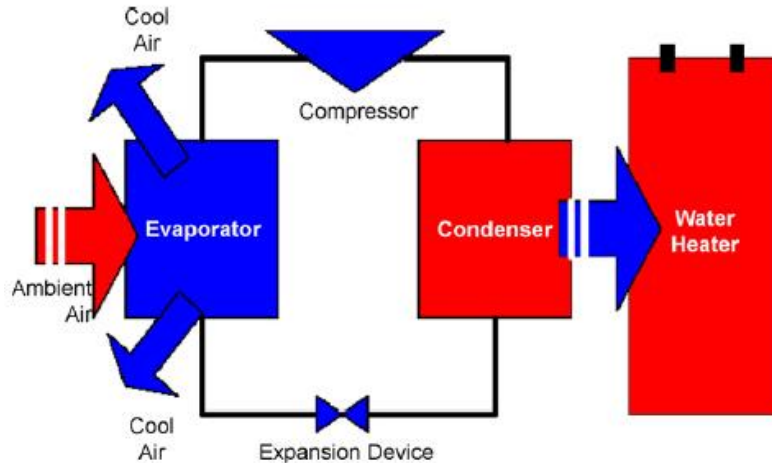 Cool
Air
Compressor
Evaporator
Condenser
Water
Heater
Ambient
Air
Cool
Air
Expansion Device